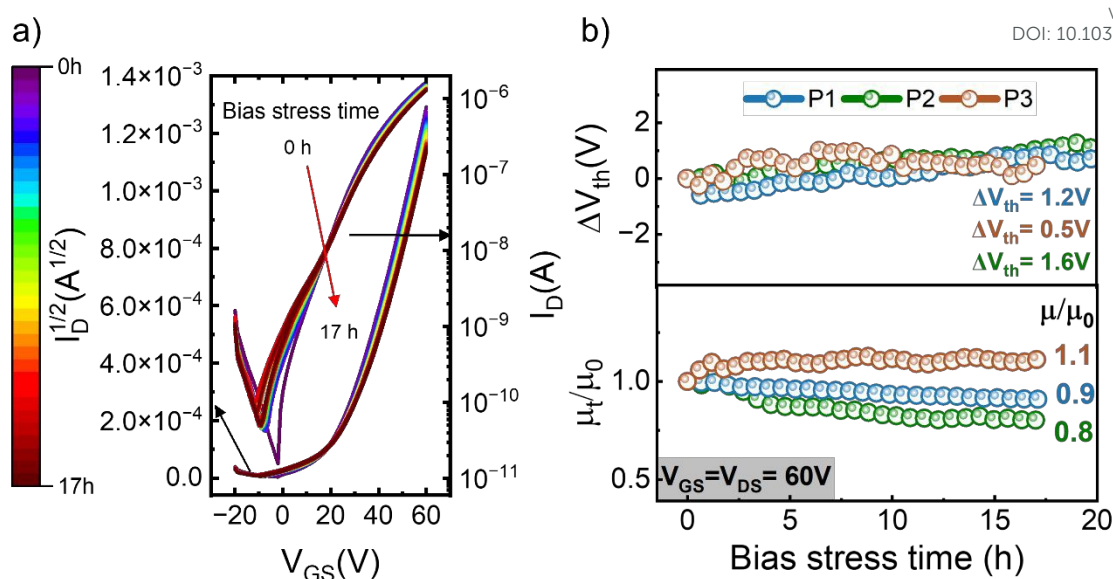 a)
0h
17h
I_D^{1/2}(A^{1/2})
1.4×10⁻³
1.2×10⁻³
1.0×10⁻³
8.0×10⁻⁴
6.0×10⁻⁴
4.0×10⁻⁴
2.0×10⁻⁴
0.0
Bias stress time
0 h
17 h
10⁻⁶
10⁻⁷
10⁻⁸
10⁻⁹
10⁻¹⁰
10⁻¹¹
I_D(A)
−20 0 20 40 60
V_GS(V)
b)
DOI: 10.103
P1 P2 P3
ΔV_th(V)
2
0
−2
ΔV_th= 1.2V
ΔV_th= 0.5V
ΔV_th= 1.6V
μ_t/μ_0
1.0
0.5
μ/μ_0
1.1
0.9
0.8
V_GS=V_DS= 60V
0 5 10 15 20
Bias stress time (h)